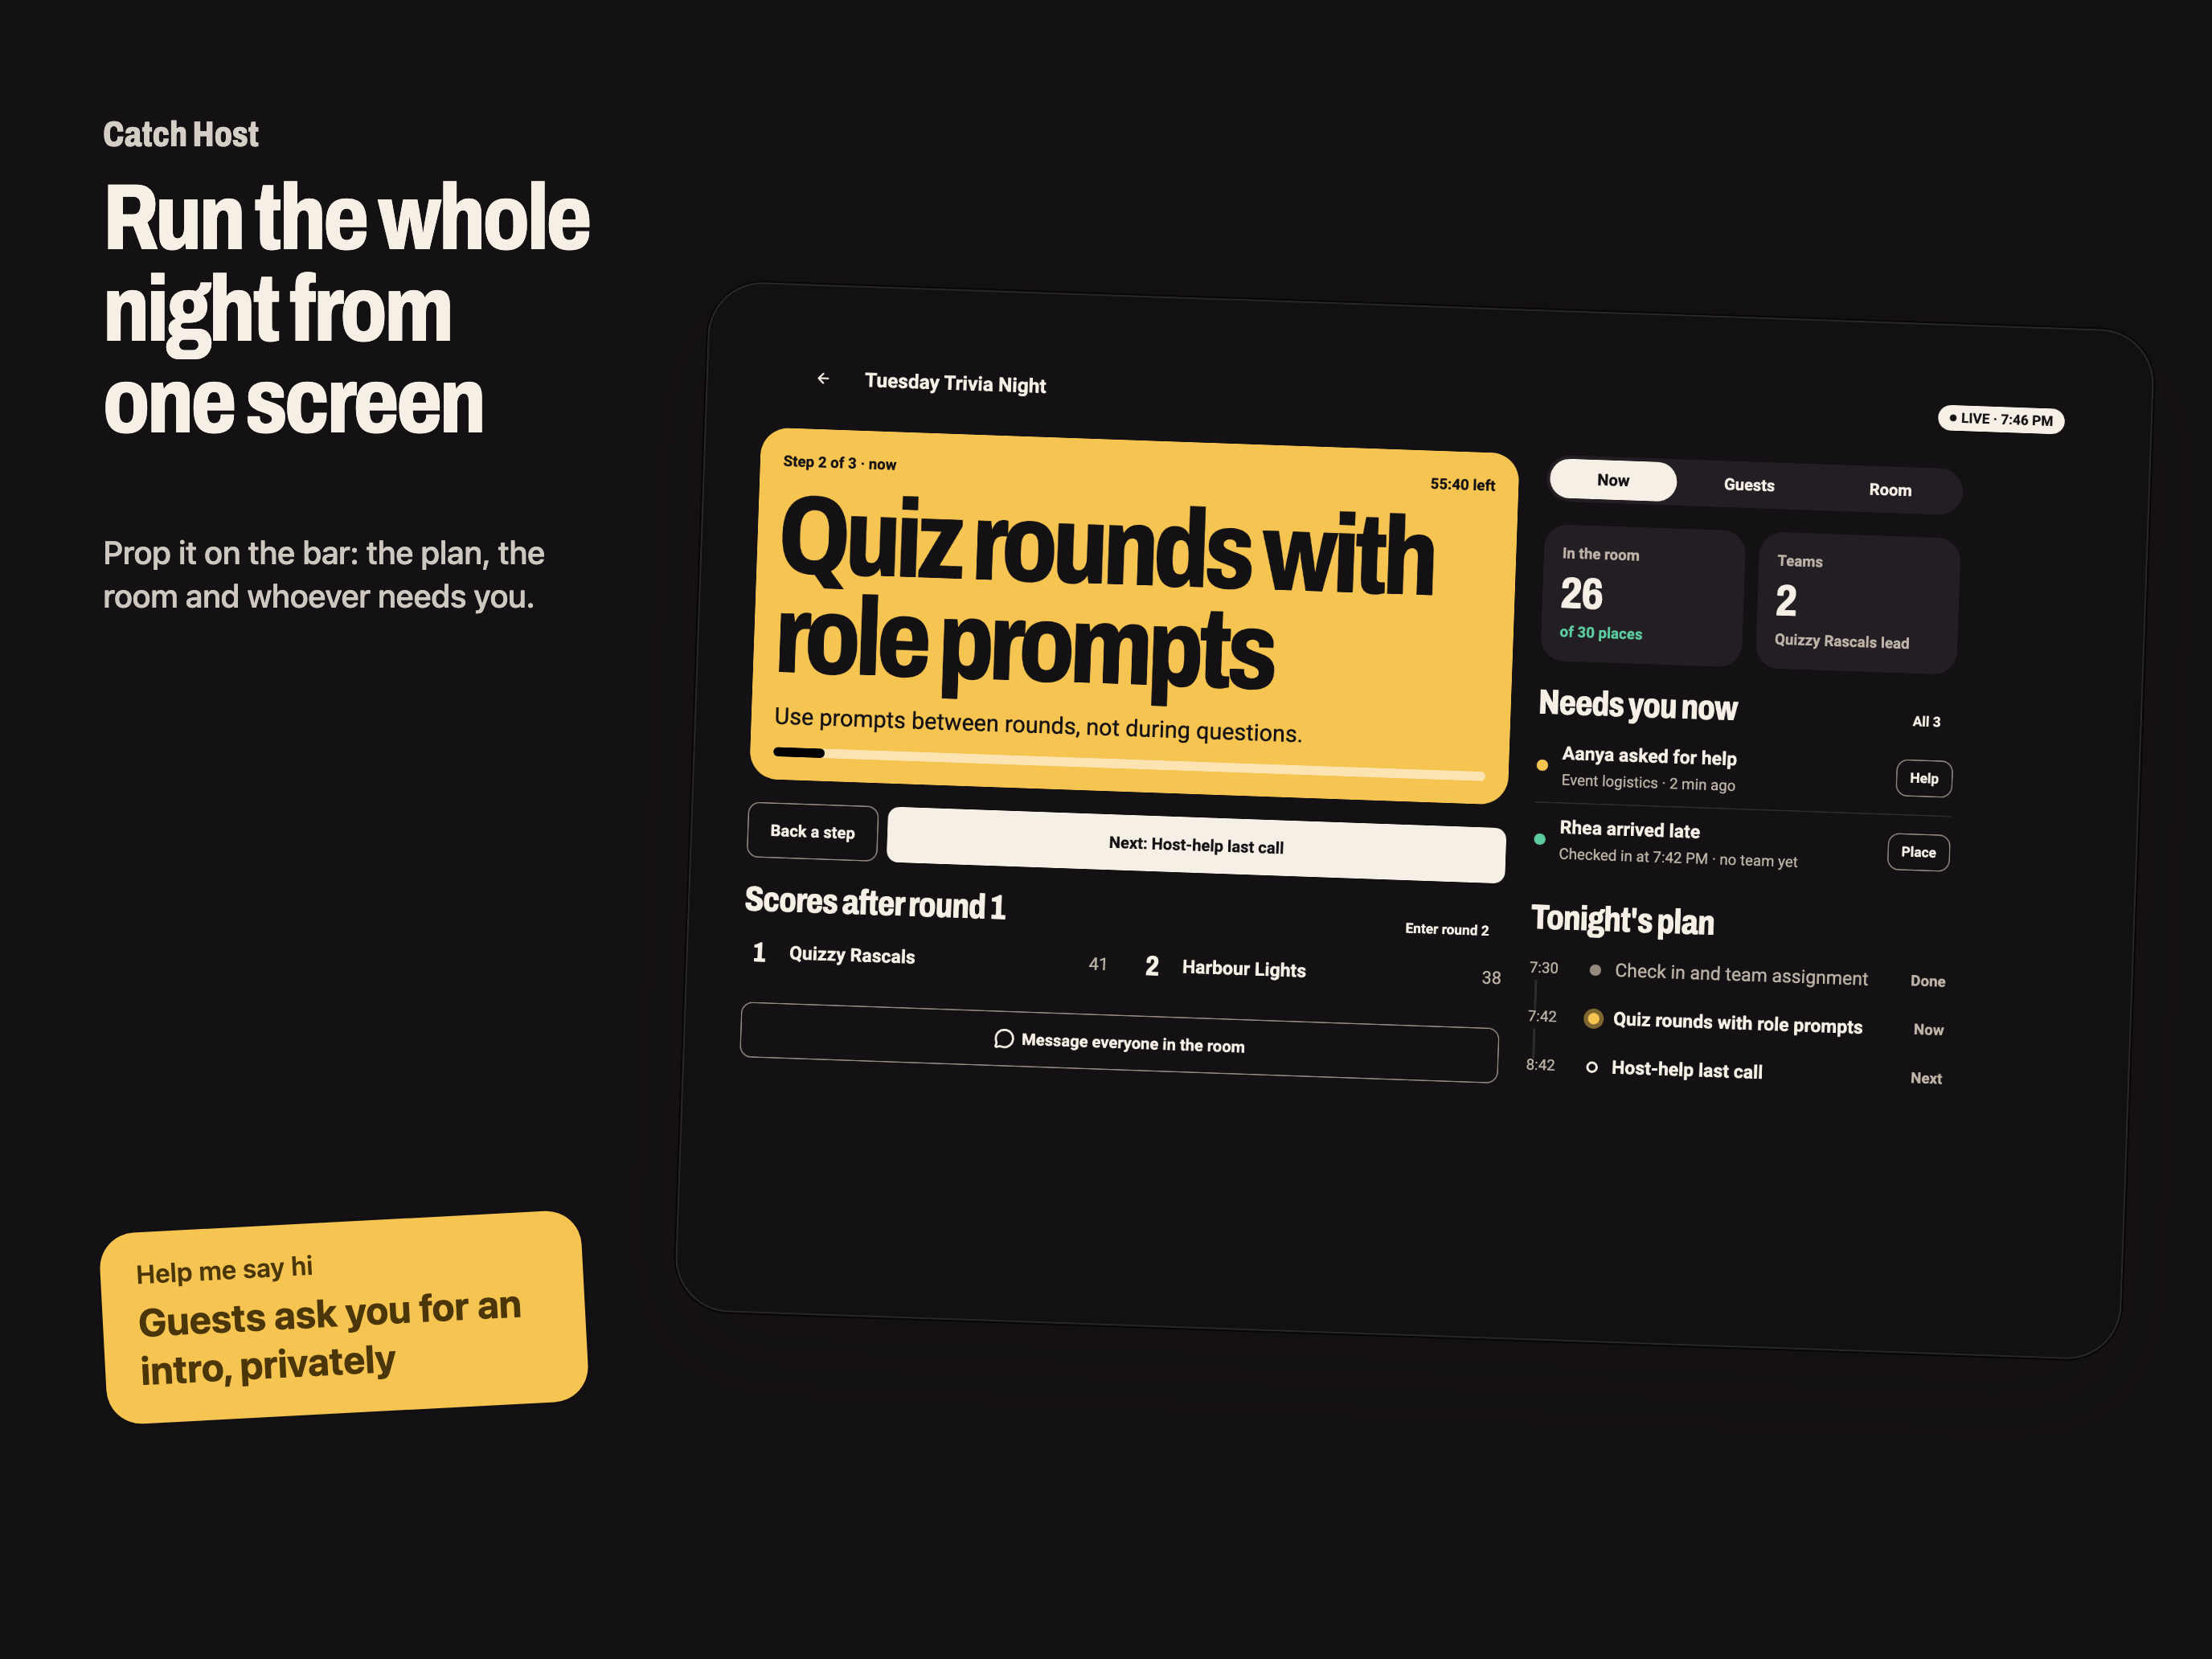 Catch Host
Run the whole
night from
one screen
Prop it on the bar: the plan, the
room and whoever needs you.
Help me say hi
Guests ask you for an
intro, privately
Tuesday Trivia Night
LIVE · 7:46 PM
Step 2 of 3 · now
55:40 left
Quiz rounds with
role prompts
Use prompts between rounds, not during questions.
Back a step
Next: Host-help last call
Scores after round 1
Enter round 2
1 Quizzy Rascals 41
2 Harbour Lights 38
Message everyone in the room
Now Guests Room
In the room
26
of 30 places
Teams
2
Quizzy Rascals lead
Needs you now
All 3
Aanya asked for help
Event logistics · 2 min ago
Help
Rhea arrived late
Checked in at 7:42 PM · no team yet
Place
Tonight's plan
7:30 Check in and team assignment Done
7:42 Quiz rounds with role prompts Now
8:42 Host-help last call Next